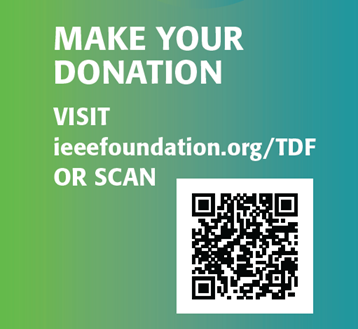 MAKE YOUR
DONATION
VISIT
ieeefoundation.org/TDF
OR SCAN